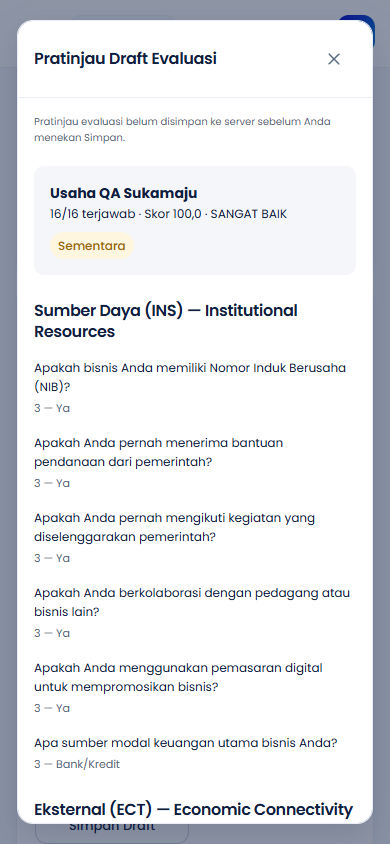 Pratinjau Draft Evaluasi
Pratinjau evaluasi belum disimpan ke server sebelum Anda
menekan Simpan.
Usaha QA Sukamaju
16/16 terjawab · Skor 100,0 · SANGAT BAIK
Sementara
Sumber Daya (INS) — Institutional
Resources
Apakah bisnis Anda memiliki Nomor Induk Berusaha
(NIB)?
3 — Ya
Apakah Anda pernah menerima bantuan
pendanaan dari pemerintah?
3 — Ya
Apakah Anda pernah mengikuti kegiatan yang
diselenggarakan pemerintah?
3 — Ya
Apakah Anda berkolaborasi dengan pedagang atau
bisnis lain?
3 — Ya
Apakah Anda menggunakan pemasaran digital
untuk mempromosikan bisnis?
3 — Ya
Apa sumber modal keuangan utama bisnis Anda?
3 — Bank/Kredit
Eksternal (ECT) — Economic Connectivity
Simpan Draft